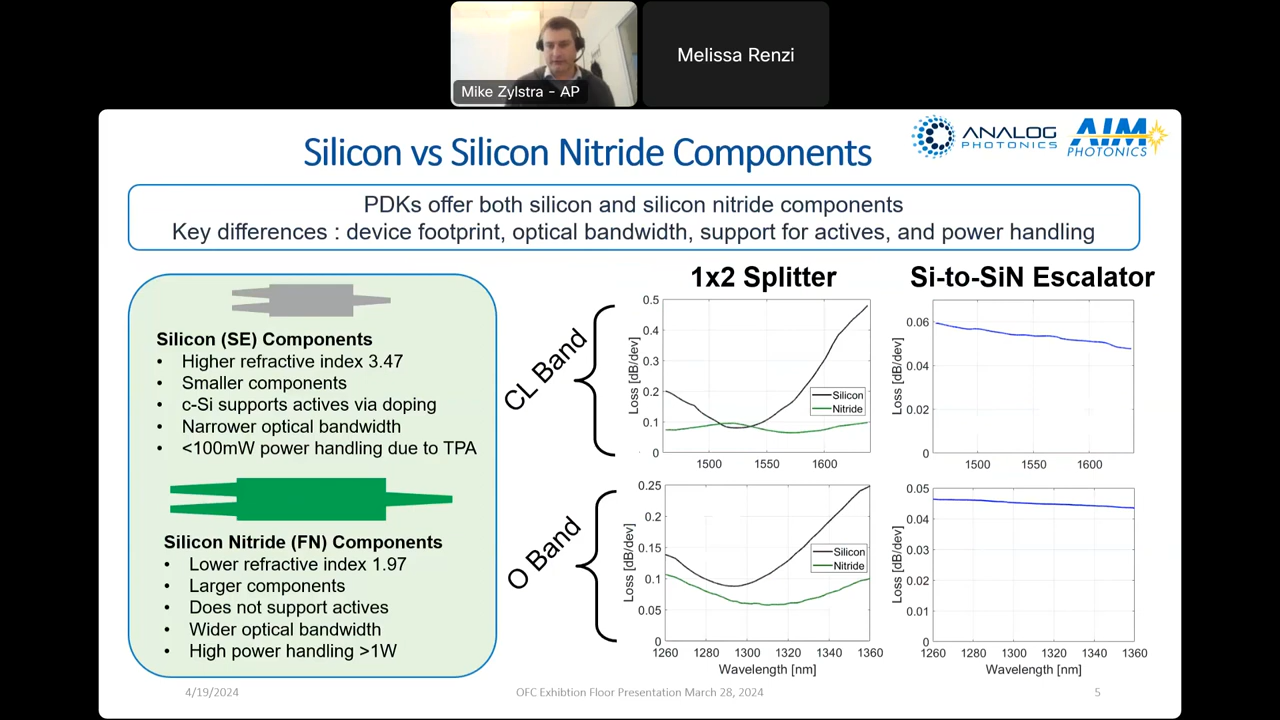 Mike Zylstra - AP
Melissa Renzi
Silicon vs Silicon Nitride Components
ANALOG
PHOTONICS
AIM
PHOTONICS
PDKs offer both silicon and silicon nitride components
Key differences : device footprint, optical bandwidth, support for actives, and power handling
Silicon (SE) Components
• Higher refractive index 3.47
• Smaller components
• c-Si supports actives via doping
• Narrower optical bandwidth
• <100mW power handling due to TPA
Silicon Nitride (FN) Components
• Lower refractive index 1.97
• Larger components
• Does not support actives
• Wider optical bandwidth
• High power handling >1W
CL Band
O Band
1x2 Splitter
Loss [dB/dev]
0.5
0.4
0.3
0.2
0.1
0
Silicon
Nitride
1500 1550 1600
Si-to-SiN Escalator
Loss [dB/dev]
0.06
0.04
0.02
0
1500 1550 1600
Loss [dB/dev]
0.25
0.2
0.15
0.1
0.05
0
Silicon
Nitride
1260 1280 1300 1320 1340 1360
Wavelength [nm]
Loss [dB/dev]
0.05
0.04
0.03
0.02
0.01
0
1260 1280 1300 1320 1340 1360
Wavelength [nm]
4/19/2024
OFC Exhibtion Floor Presentation March 28, 2024
5